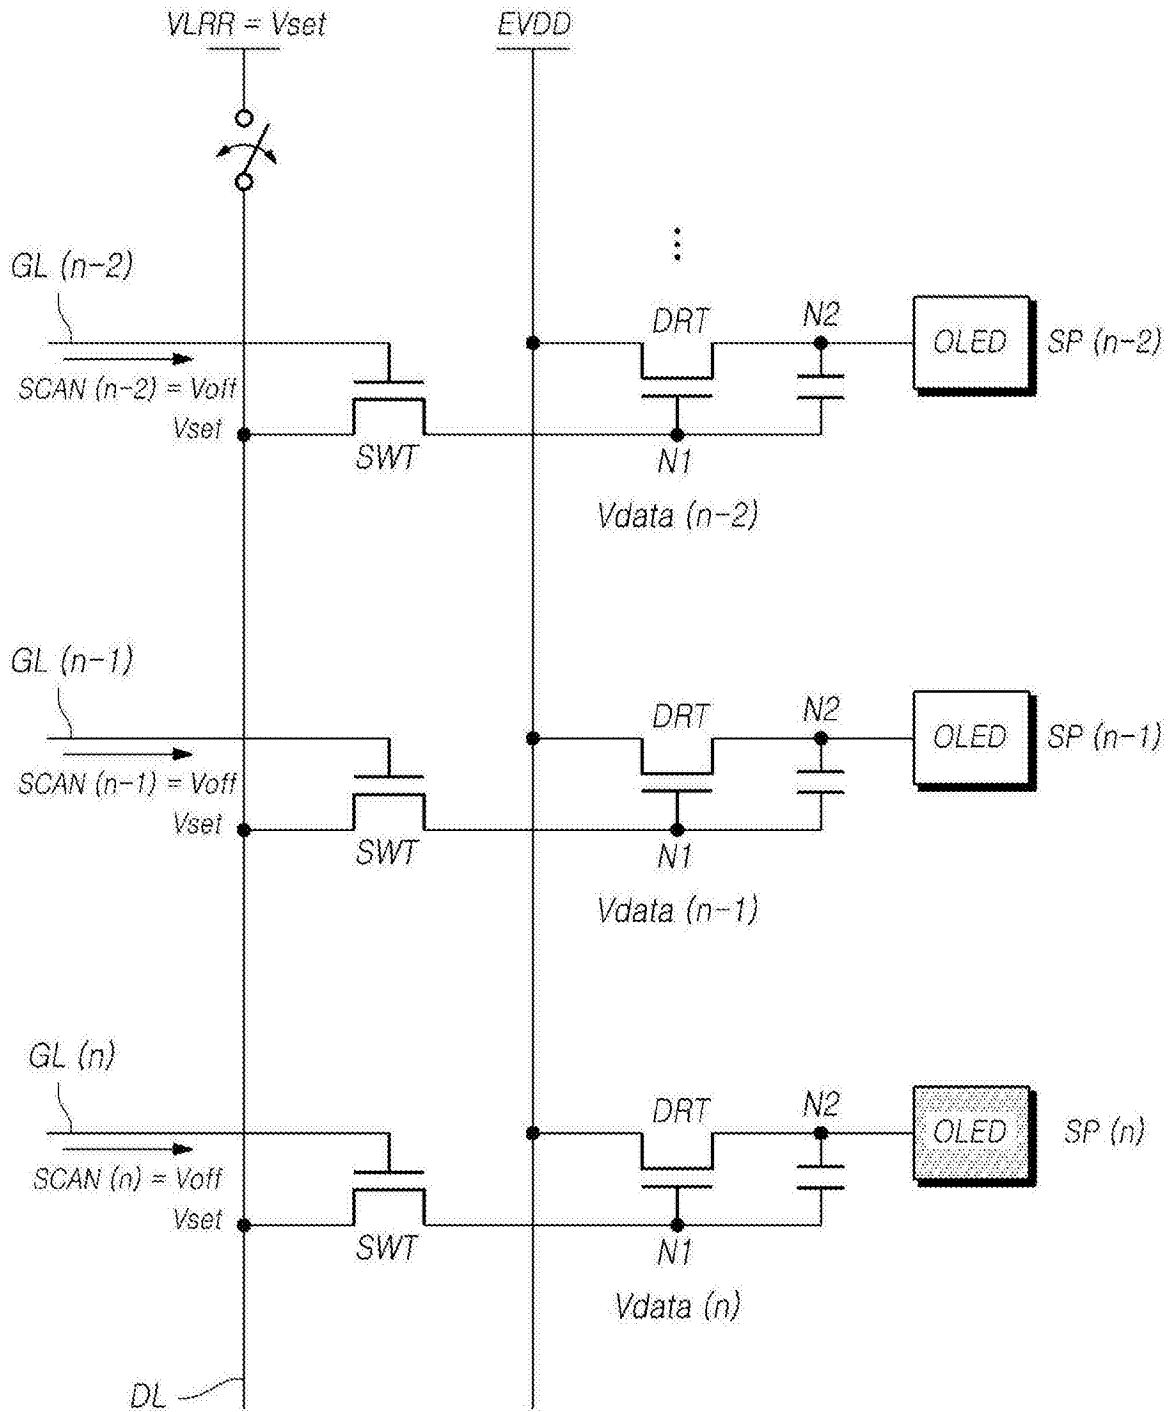 VLRR = Vset
EVDD
GL (n-2)
DRT
N2
OLED
SP (n-2)
SCAN (n-2) = Voff
Vset
SWT
N1
Vdata (n-2)
GL (n-1)
DRT
N2
OLED
SP (n-1)
SCAN (n-1) = Voff
Vset
SWT
N1
Vdata (n-1)
GL (n)
DRT
N2
OLED
SP (n)
SCAN (n) = Voff
Vset
SWT
N1
Vdata (n)
DL